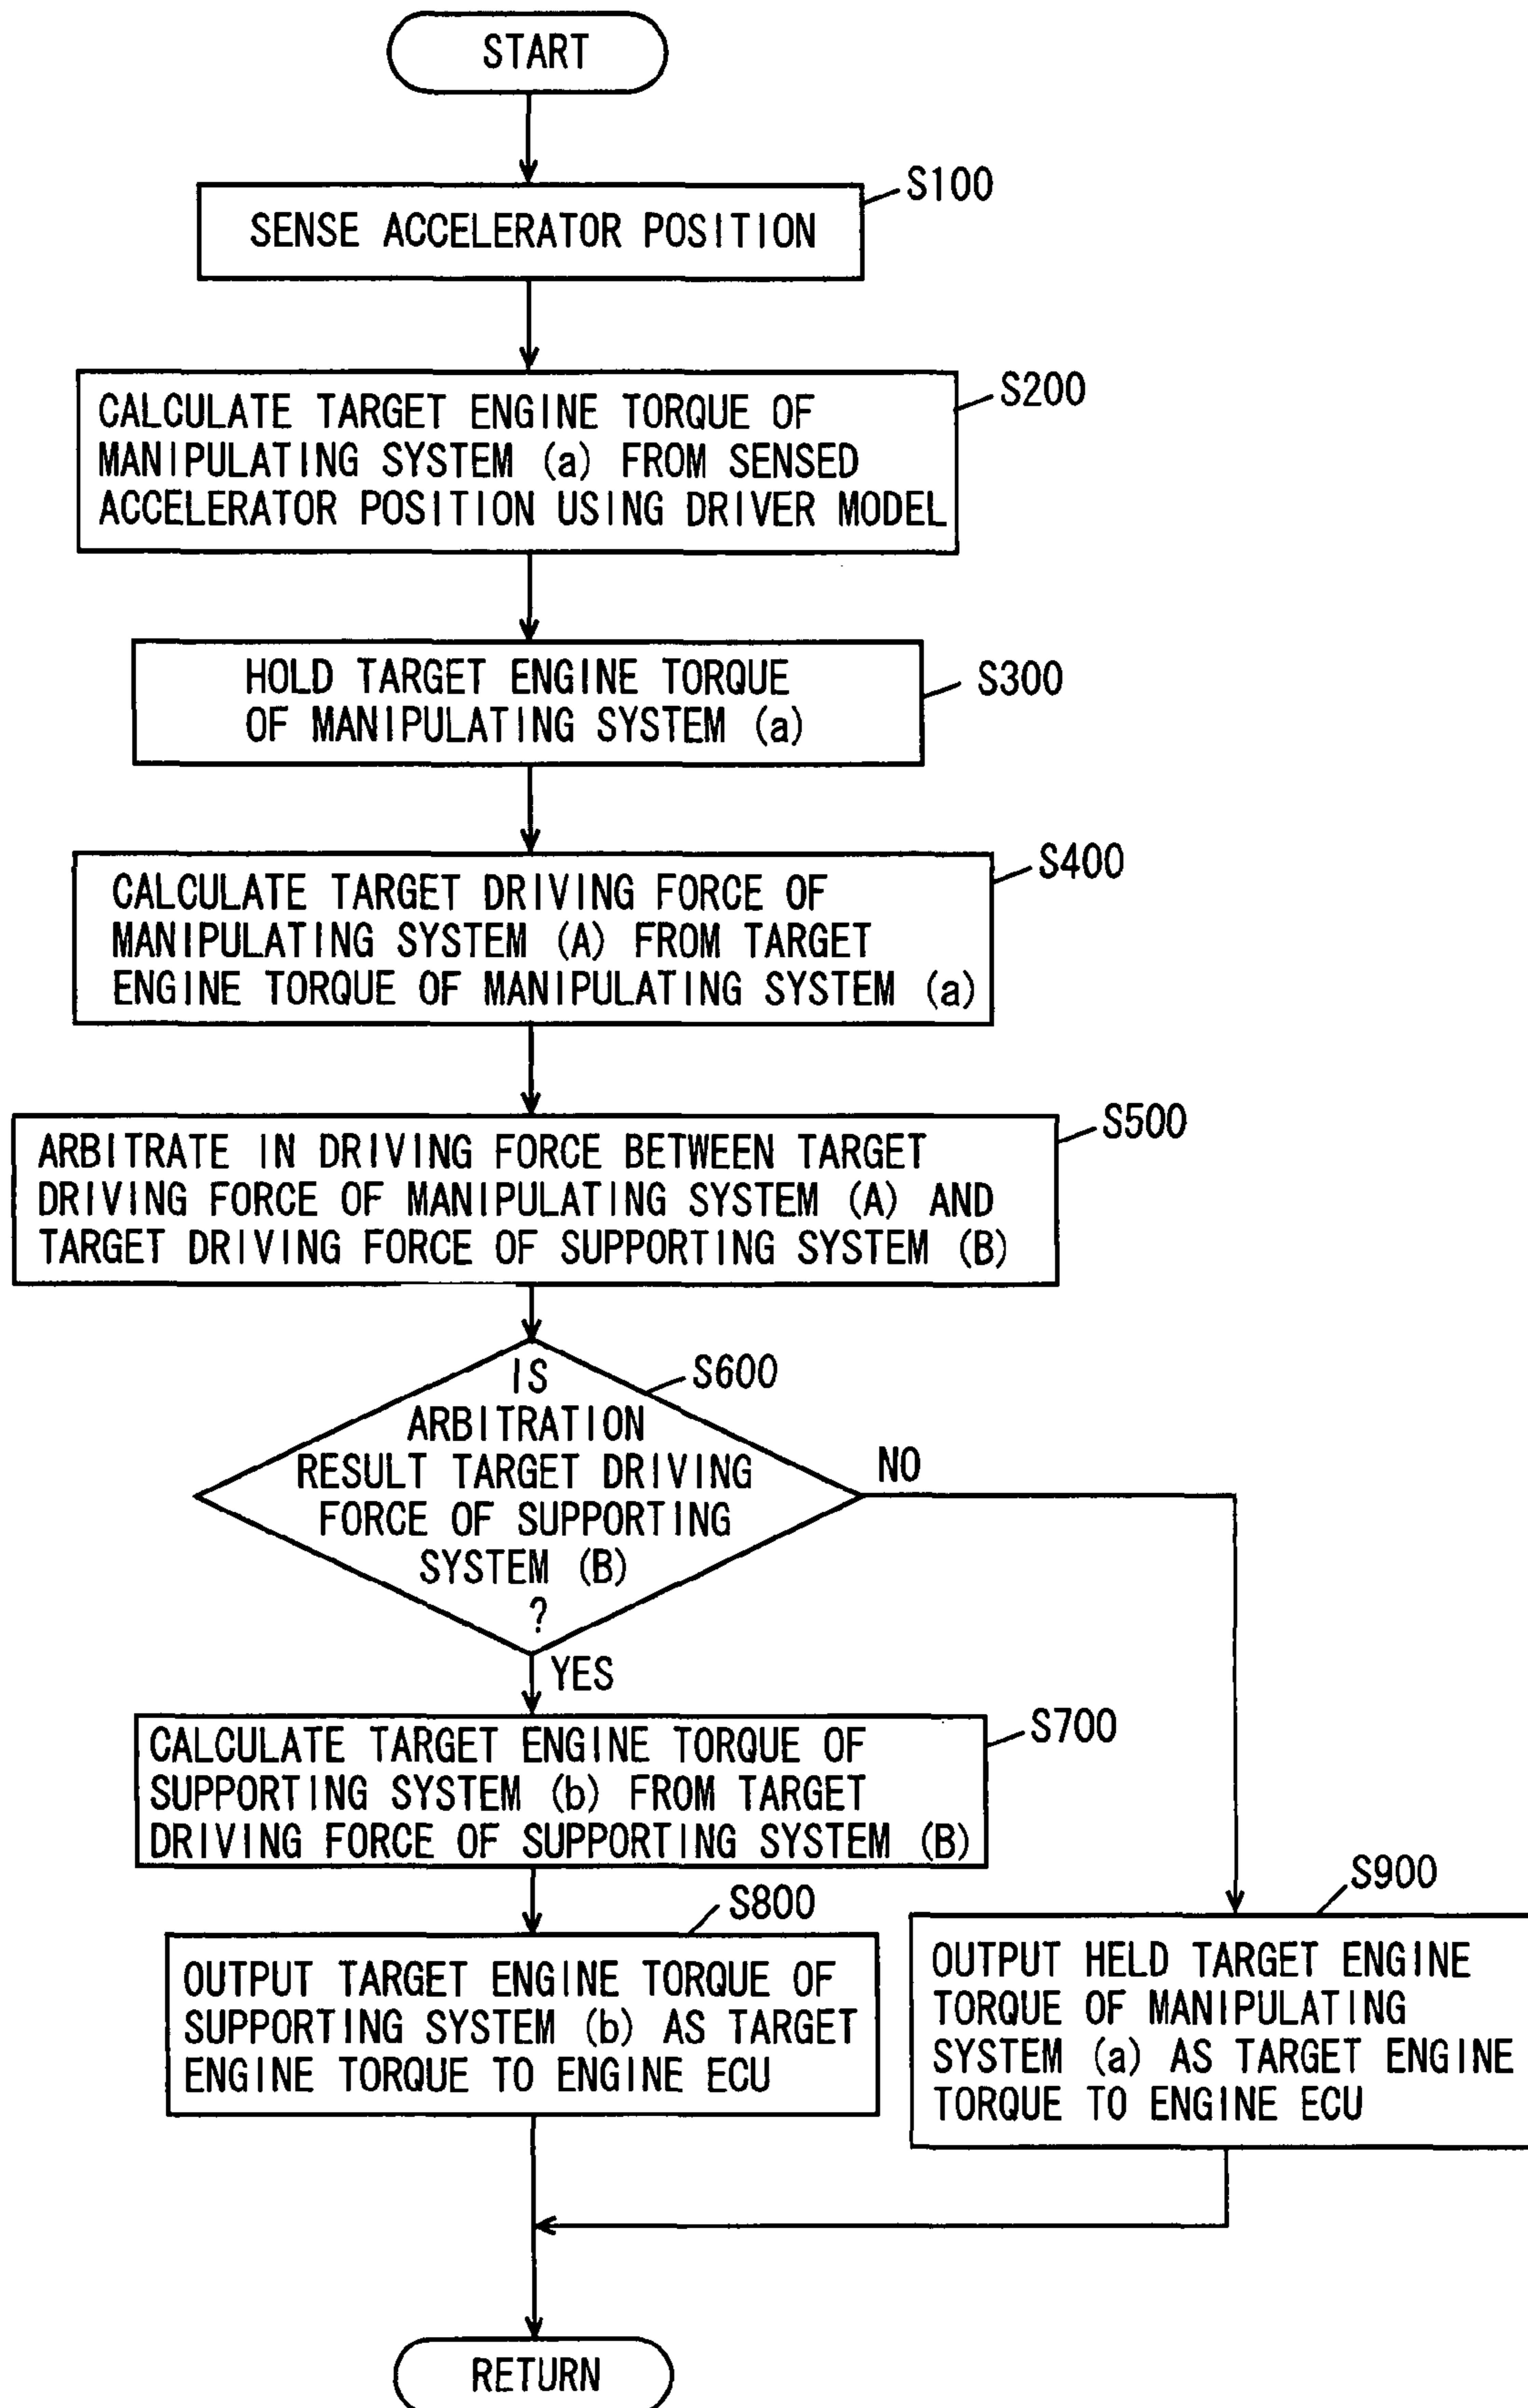 START
S100
SENSE ACCELERATOR POSITION
S200
CALCULATE TARGET ENGINE TORQUE OF
MANIPULATING SYSTEM (a) FROM SENSED
ACCELERATOR POSITION USING DRIVER MODEL
S300
HOLD TARGET ENGINE TORQUE
OF MANIPULATING SYSTEM (a)
S400
CALCULATE TARGET DRIVING FORCE OF
MANIPULATING SYSTEM (A) FROM TARGET
ENGINE TORQUE OF MANIPULATING SYSTEM (a)
S500
ARBITRATE IN DRIVING FORCE BETWEEN TARGET
DRIVING FORCE OF MANIPULATING SYSTEM (A) AND
TARGET DRIVING FORCE OF SUPPORTING SYSTEM (B)
S600
IS
ARBITRATION
RESULT TARGET DRIVING
FORCE OF SUPPORTING
SYSTEM (B)
?
NO
YES
S700
CALCULATE TARGET ENGINE TORQUE OF
SUPPORTING SYSTEM (b) FROM TARGET
DRIVING FORCE OF SUPPORTING SYSTEM (B)
S800
OUTPUT TARGET ENGINE TORQUE OF
SUPPORTING SYSTEM (b) AS TARGET
ENGINE TORQUE TO ENGINE ECU
S900
OUTPUT HELD TARGET ENGINE
TORQUE OF MANIPULATING
SYSTEM (a) AS TARGET ENGINE
TORQUE TO ENGINE ECU
RETURN